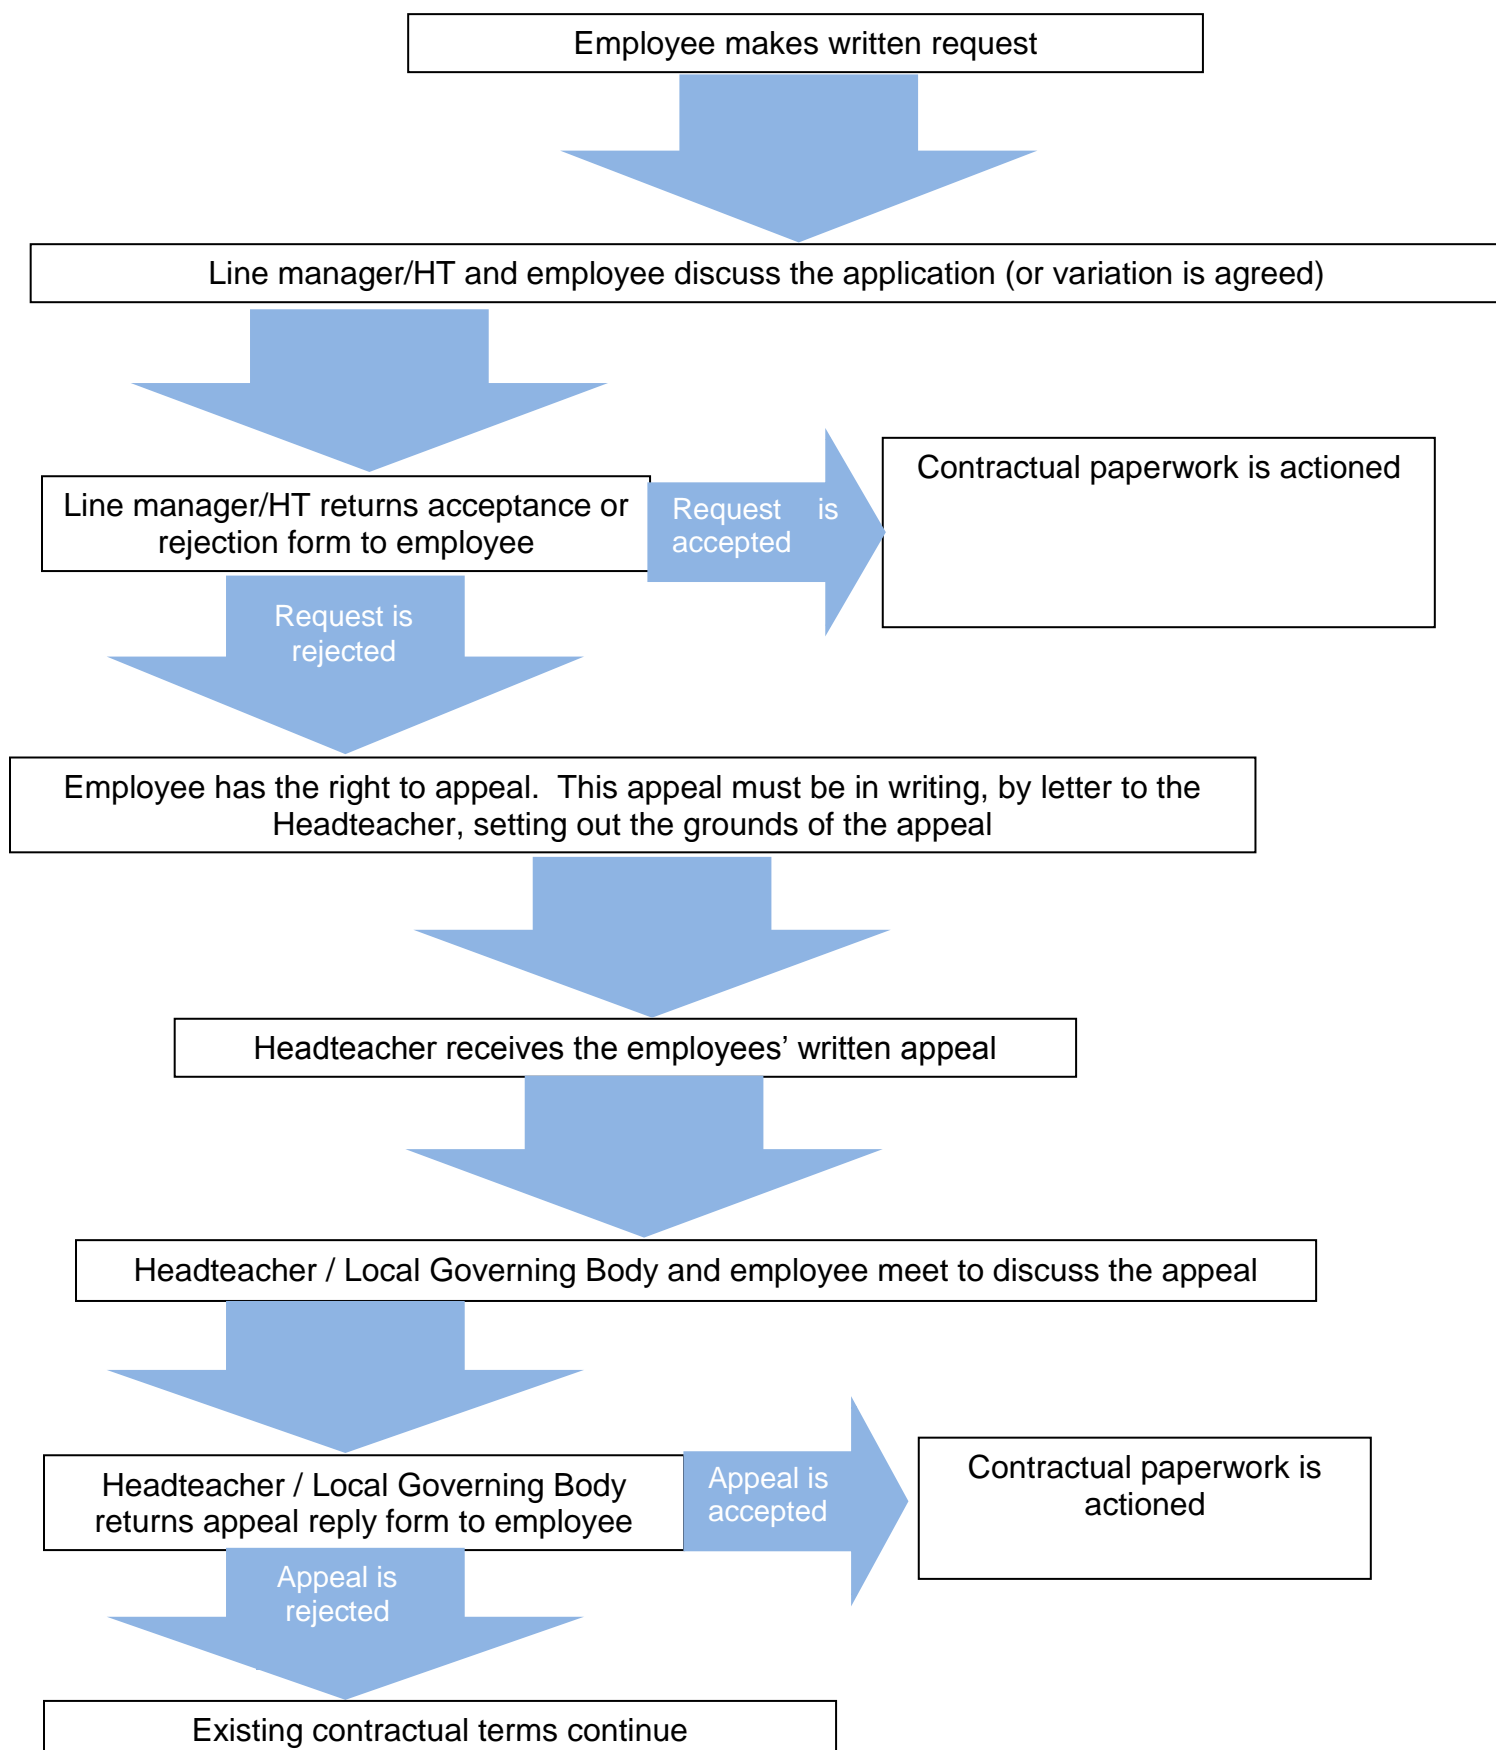 Employee makes written request
Line manager/HT and employee discuss the application (or variation is agreed)
Line manager/HT returns acceptance or
rejection form to employee
Request is
accepted
Contractual paperwork is actioned
Request is
rejected
Employee has the right to appeal.  This appeal must be in writing, by letter to the
Headteacher, setting out the grounds of the appeal
Headteacher receives the employees’ written appeal
Headteacher / Local Governing Body and employee meet to discuss the appeal
Headteacher / Local Governing Body
returns appeal reply form to employee
Appeal is
accepted
Contractual paperwork is
actioned
Appeal is
rejected
Existing contractual terms continue